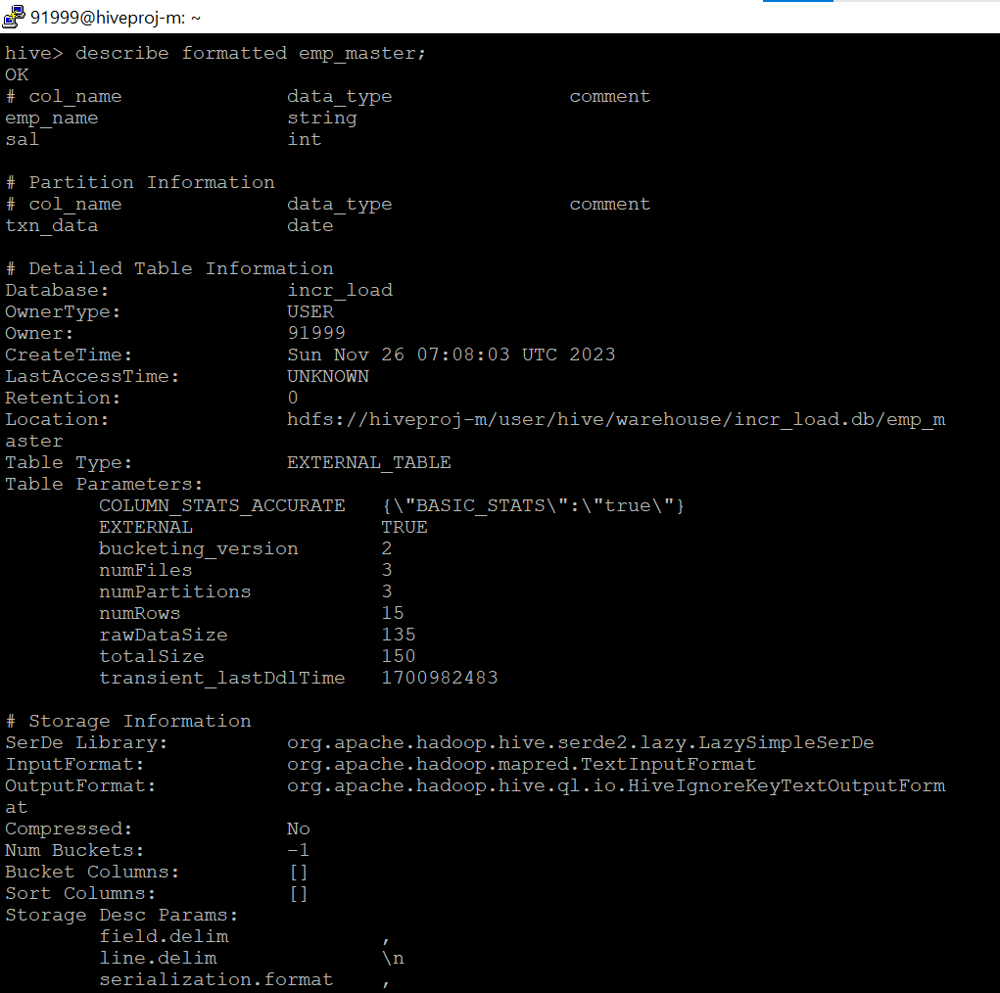 91999@hiveproj-m: ~
hive> describe formatted emp_master;
OK
# col_name data_type comment
emp_name string
sal int
# Partition Information
# col_name data_type comment
txn_data date
# Detailed Table Information
Database: incr_load
OwnerType: USER
Owner: 91999
CreateTime: Sun Nov 26 07:08:03 UTC 2023
LastAccessTime: UNKNOWN
Retention: 0
Location: hdfs://hiveproj-m/user/hive/warehouse/incr_load.db/emp_m
aster
Table Type: EXTERNAL_TABLE
Table Parameters:
COLUMN_STATS_ACCURATE {\"BASIC_STATS\":\"true\"}
EXTERNAL TRUE
bucketing_version 2
numFiles 3
numPartitions 3
numRows 15
rawDataSize 135
totalSize 150
transient_lastDdlTime 1700982483
# Storage Information
SerDe Library: org.apache.hadoop.hive.serde2.lazy.LazySimpleSerDe
InputFormat: org.apache.hadoop.mapred.TextInputFormat
OutputFormat: org.apache.hadoop.hive.ql.io.HiveIgnoreKeyTextOutputForm
at
Compressed: No
Num Buckets: -1
Bucket Columns: []
Sort Columns: []
Storage Desc Params:
field.delim ,
line.delim \n
serialization.format ,